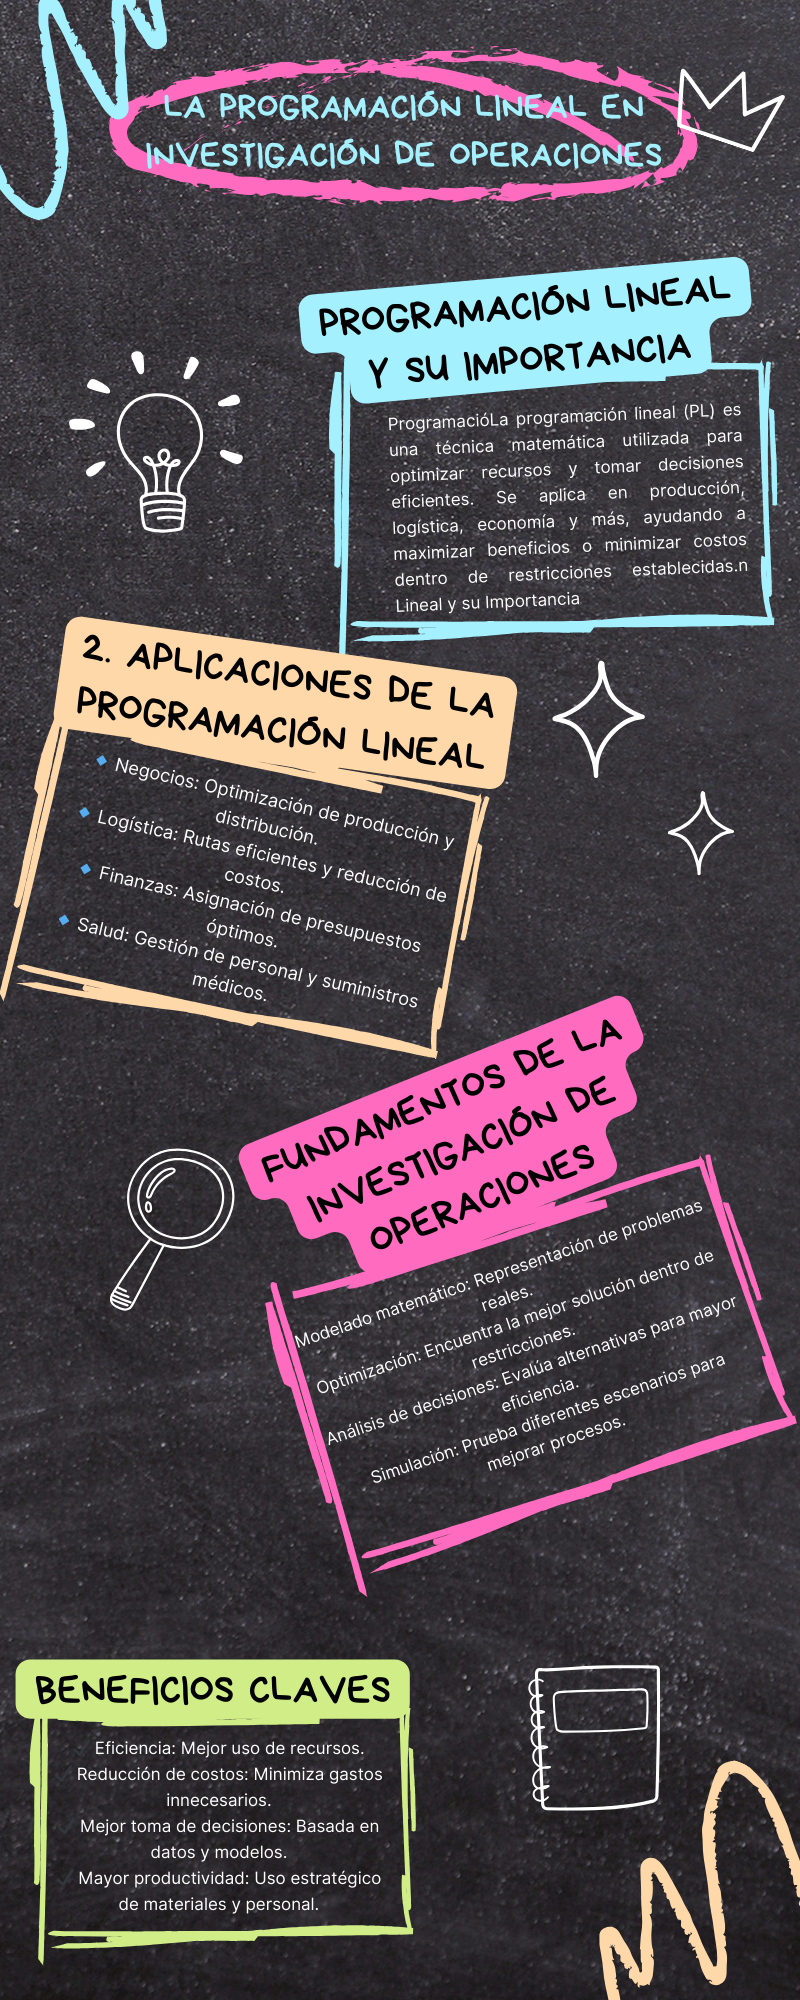 LA PROGRAMACIÓN LINEAL EN
INVESTIGACIÓN DE OPERACIONES
PROGRAMACIÓN LINEAL
Y SU IMPORTANCIA
ProgramacióLa programación lineal (PL) es
una técnica matemática utilizada para
optimizar recursos y tomar decisiones
eficientes. Se aplica en producción,
logística, economía y más, ayudando a
maximizar beneficios o minimizar costos
dentro de restricciones establecidas.n
Lineal y su Importancia
2. APLICACIONES DE LA
PROGRAMACIÓN LINEAL
🔹 Negocios: Optimización de producción y
distribución.
🔹 Logística: Rutas eficientes y reducción de
costos.
🔹 Finanzas: Asignación de presupuestos
óptimos.
🔹 Salud: Gestión de personal y suministros
médicos.
FUNDAMENTOS DE LA
INVESTIGACIÓN DE
OPERACIONES
Modelado matemático: Representación de problemas
reales.
Optimización: Encuentra la mejor solución dentro de
restricciones.
Análisis de decisiones: Evalúa alternativas para mayor
eficiencia.
Simulación: Prueba diferentes escenarios para
mejorar procesos.
BENEFICIOS CLAVES
Eficiencia: Mejor uso de recursos.
Reducción de costos: Minimiza gastos
innecesarios.
Mejor toma de decisiones: Basada en
datos y modelos.
Mayor productividad: Uso estratégico
de materiales y personal.